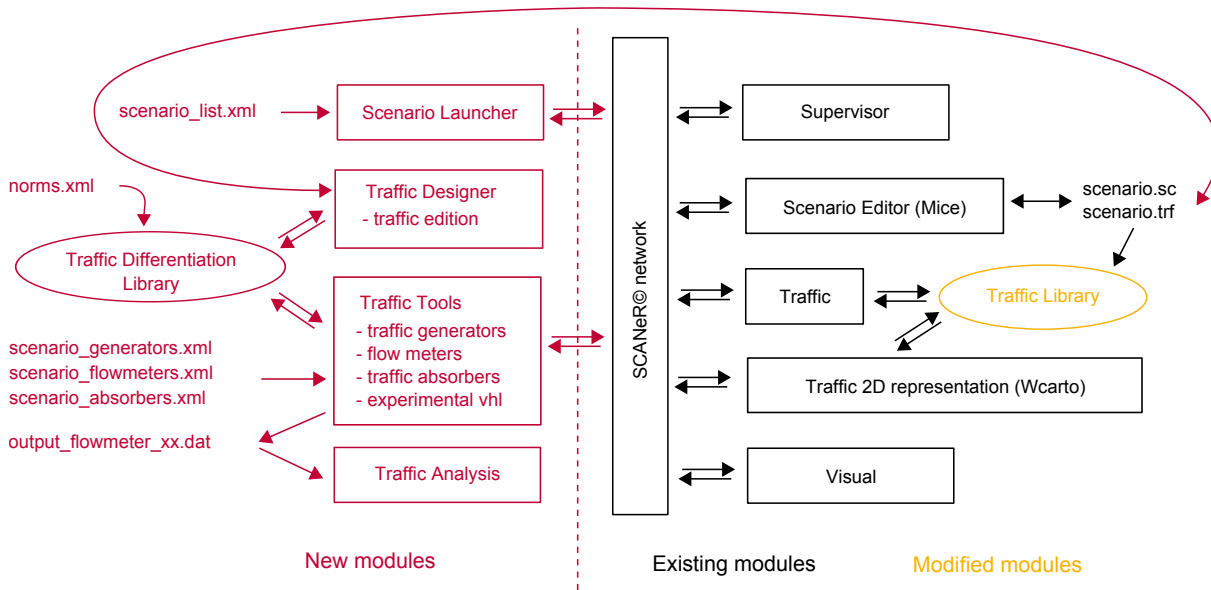 scenario_list.xml
Scenario Launcher
norms.xml
Traffic Designer
- traffic edition
Traffic Differentiation
Library
Traffic Tools
- traffic generators
- flow meters
- traffic absorbers
- experimental vhl
scenario_generators.xml
scenario_flowmeters.xml
scenario_absorbers.xml
output_flowmeter_xx.dat
Traffic Analysis
New modules
SCANeR© network
Supervisor
Scenario Editor (Mice)
scenario.sc
scenario.trf
Traffic
Traffic Library
Traffic 2D representation (Wcarto)
Visual
Existing modules
Modified modules